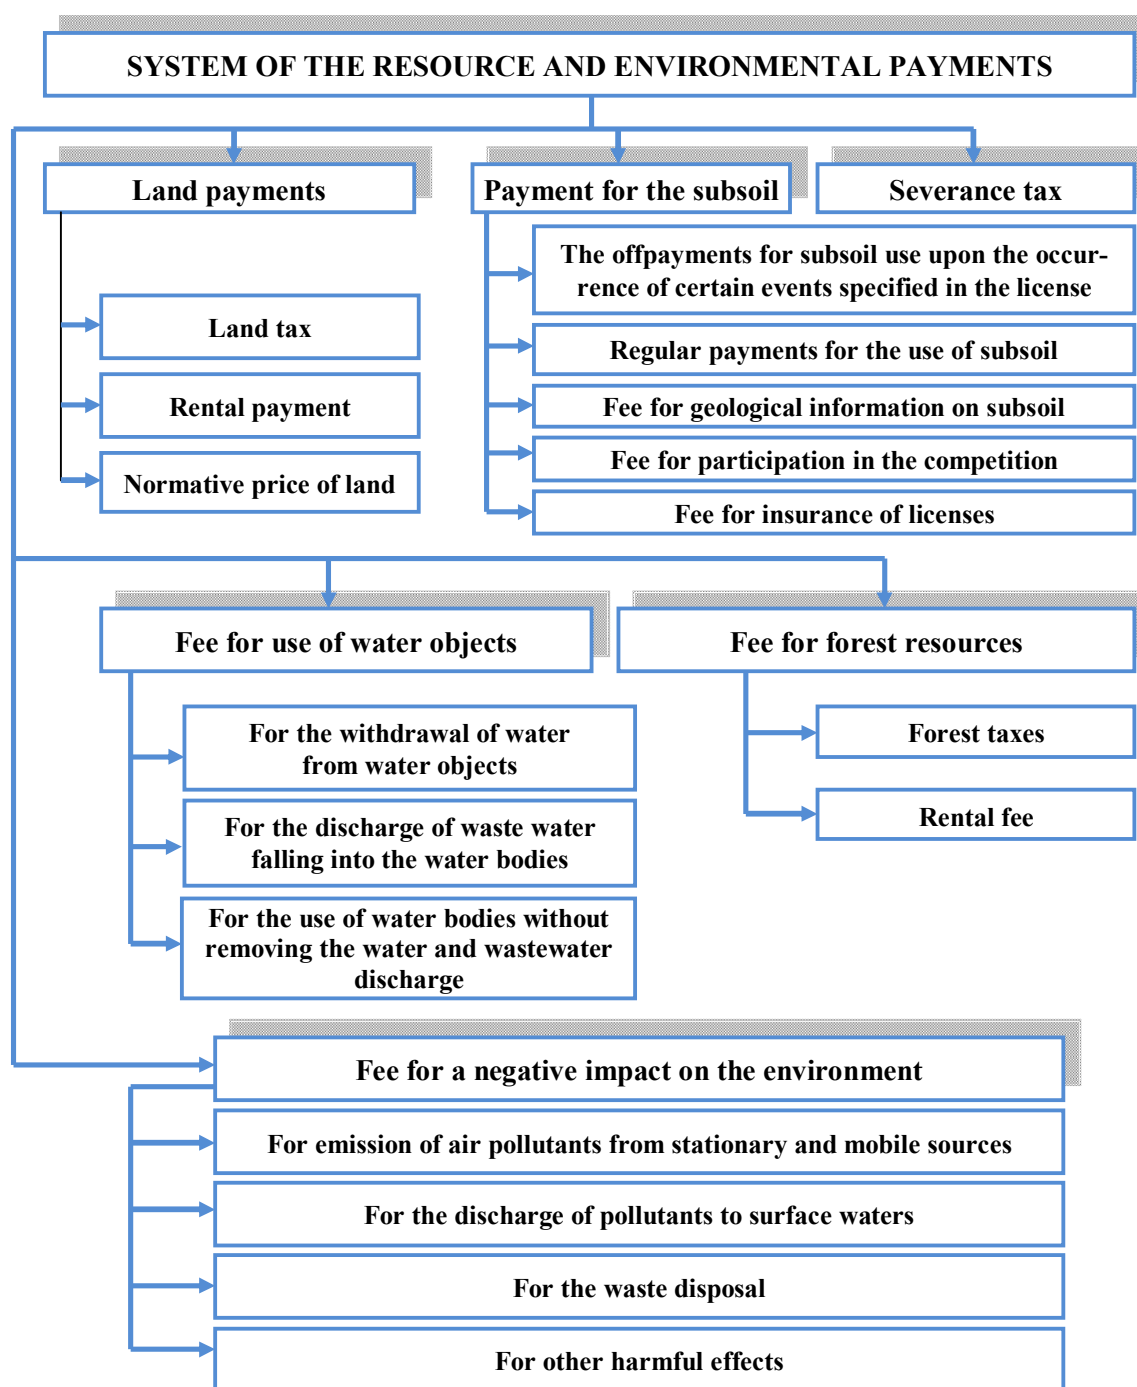 SYSTEM OF THE RESOURCE AND ENVIRONMENTAL PAYMENTS
Land payments
Payment for the subsoil
Severance tax
Land tax
Rental payment
Normative price of land
The offpayments for subsoil use upon the occur-
rence of certain events specified in the license
Regular payments for the use of subsoil
Fee for geological information on subsoil
Fee for participation in the competition
Fee for insurance of licenses
Fee for use of water objects
For the withdrawal of water
from water objects
For the discharge of waste water
falling into the water bodies
For the use of water bodies without
removing the water and wastewater
discharge
Fee for forest resources
Forest taxes
Rental fee
Fee for a negative impact on the environment
For emission of air pollutants from stationary and mobile sources
For the discharge of pollutants to surface waters
For the waste disposal
For other harmful effects